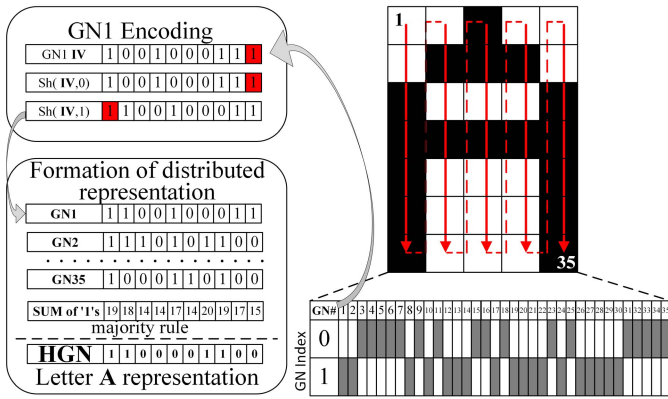 GN1 Encoding
GN1 IV 1 0 0 1 0 0 0 1 1 1
Sh( IV,0) 1 0 0 1 0 0 0 1 1 1
Sh( IV,1) 1 1 0 0 1 0 0 0 1 1
Formation of distributed
representation
GN1 1 1 0 0 1 0 0 0 1 1
GN2 1 1 1 0 1 0 1 1 0 0
GN35 1 0 0 0 1 1 0 1 0 0
SUM of '1's 19 18 14 14 17 14 20 19 17 15
majority rule
HGN 1 1 0 0 0 0 1 1 0 0
Letter A representation
1
35
GN# 1 2 3 4 5 6 7 8 9 10 11 12 13 14 15 16 17 18 19 20 21 22 23 24 25 26 27 28 29 30 31 32 33 34 35
GN Index
0
1